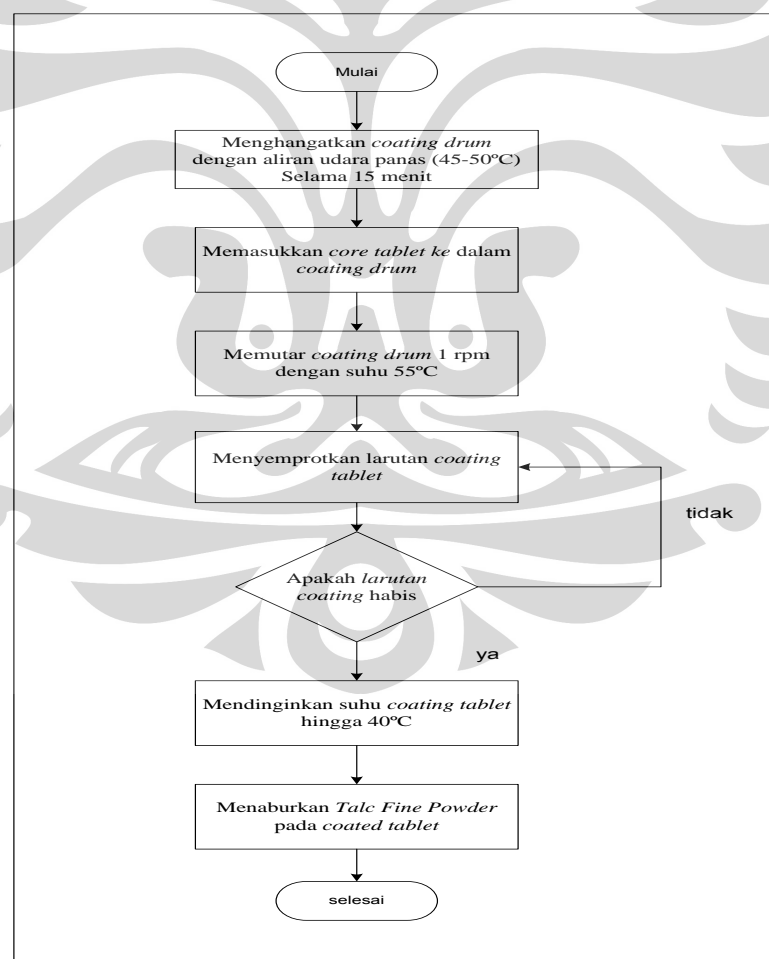 Mulai
Menghangatkan coating drum
dengan aliran udara panas (45-50ºC)
Selama 15 menit
Memasukkan core tablet ke dalam
coating drum
Memutar coating drum 1 rpm
dengan suhu 55ºC
Menyemprotkan larutan coating
tablet
tidak
Apakah larutan
coating habis
ya
Mendinginkan suhu coating tablet
hingga 40ºC
Menaburkan Talc Fine Powder
pada coated tablet
selesai